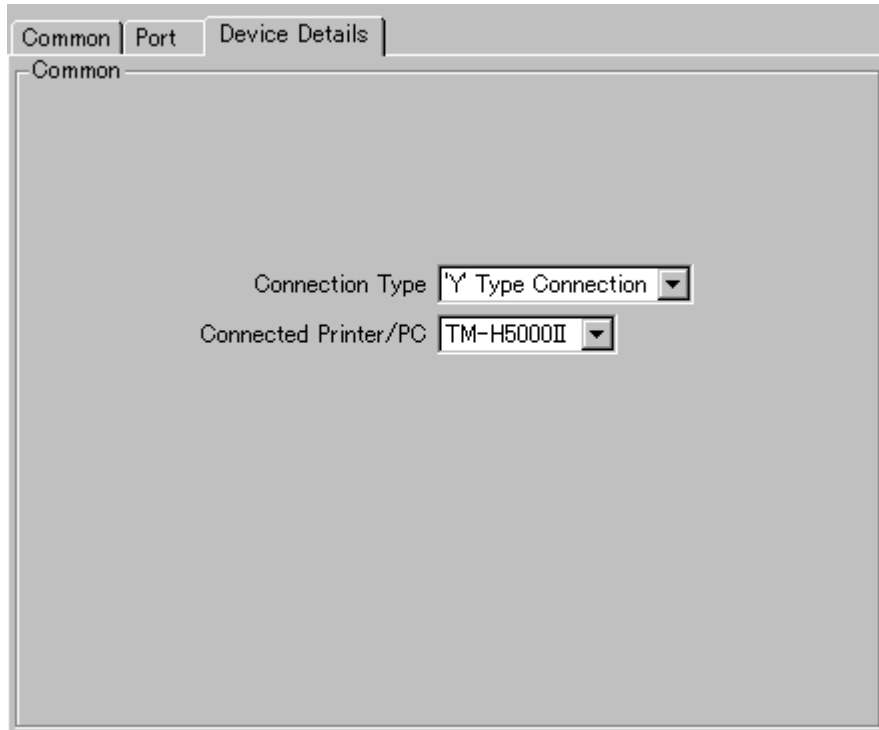 Common Port Device Details
Common
Connection Type 'Y' Type Connection
Connected Printer/PC TM-H5000Ⅱ